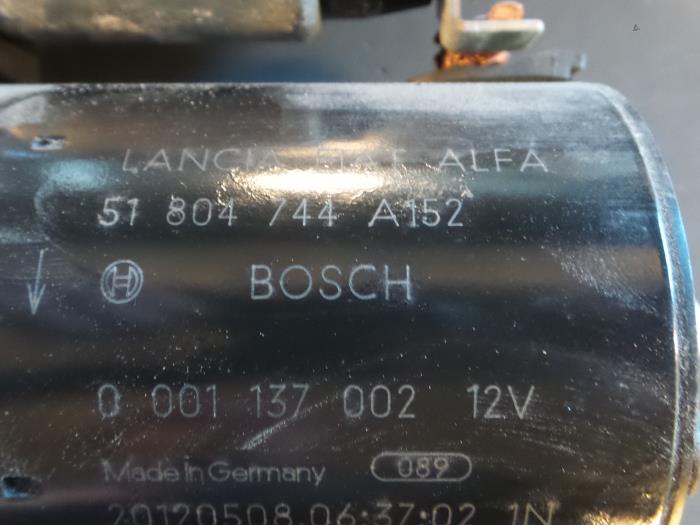 LANCIA FIAT ALFA
51 804 744 A152
BOSCH
0 001 137 002 12V
Made in Germany 089
20120508 06·37·02 1N